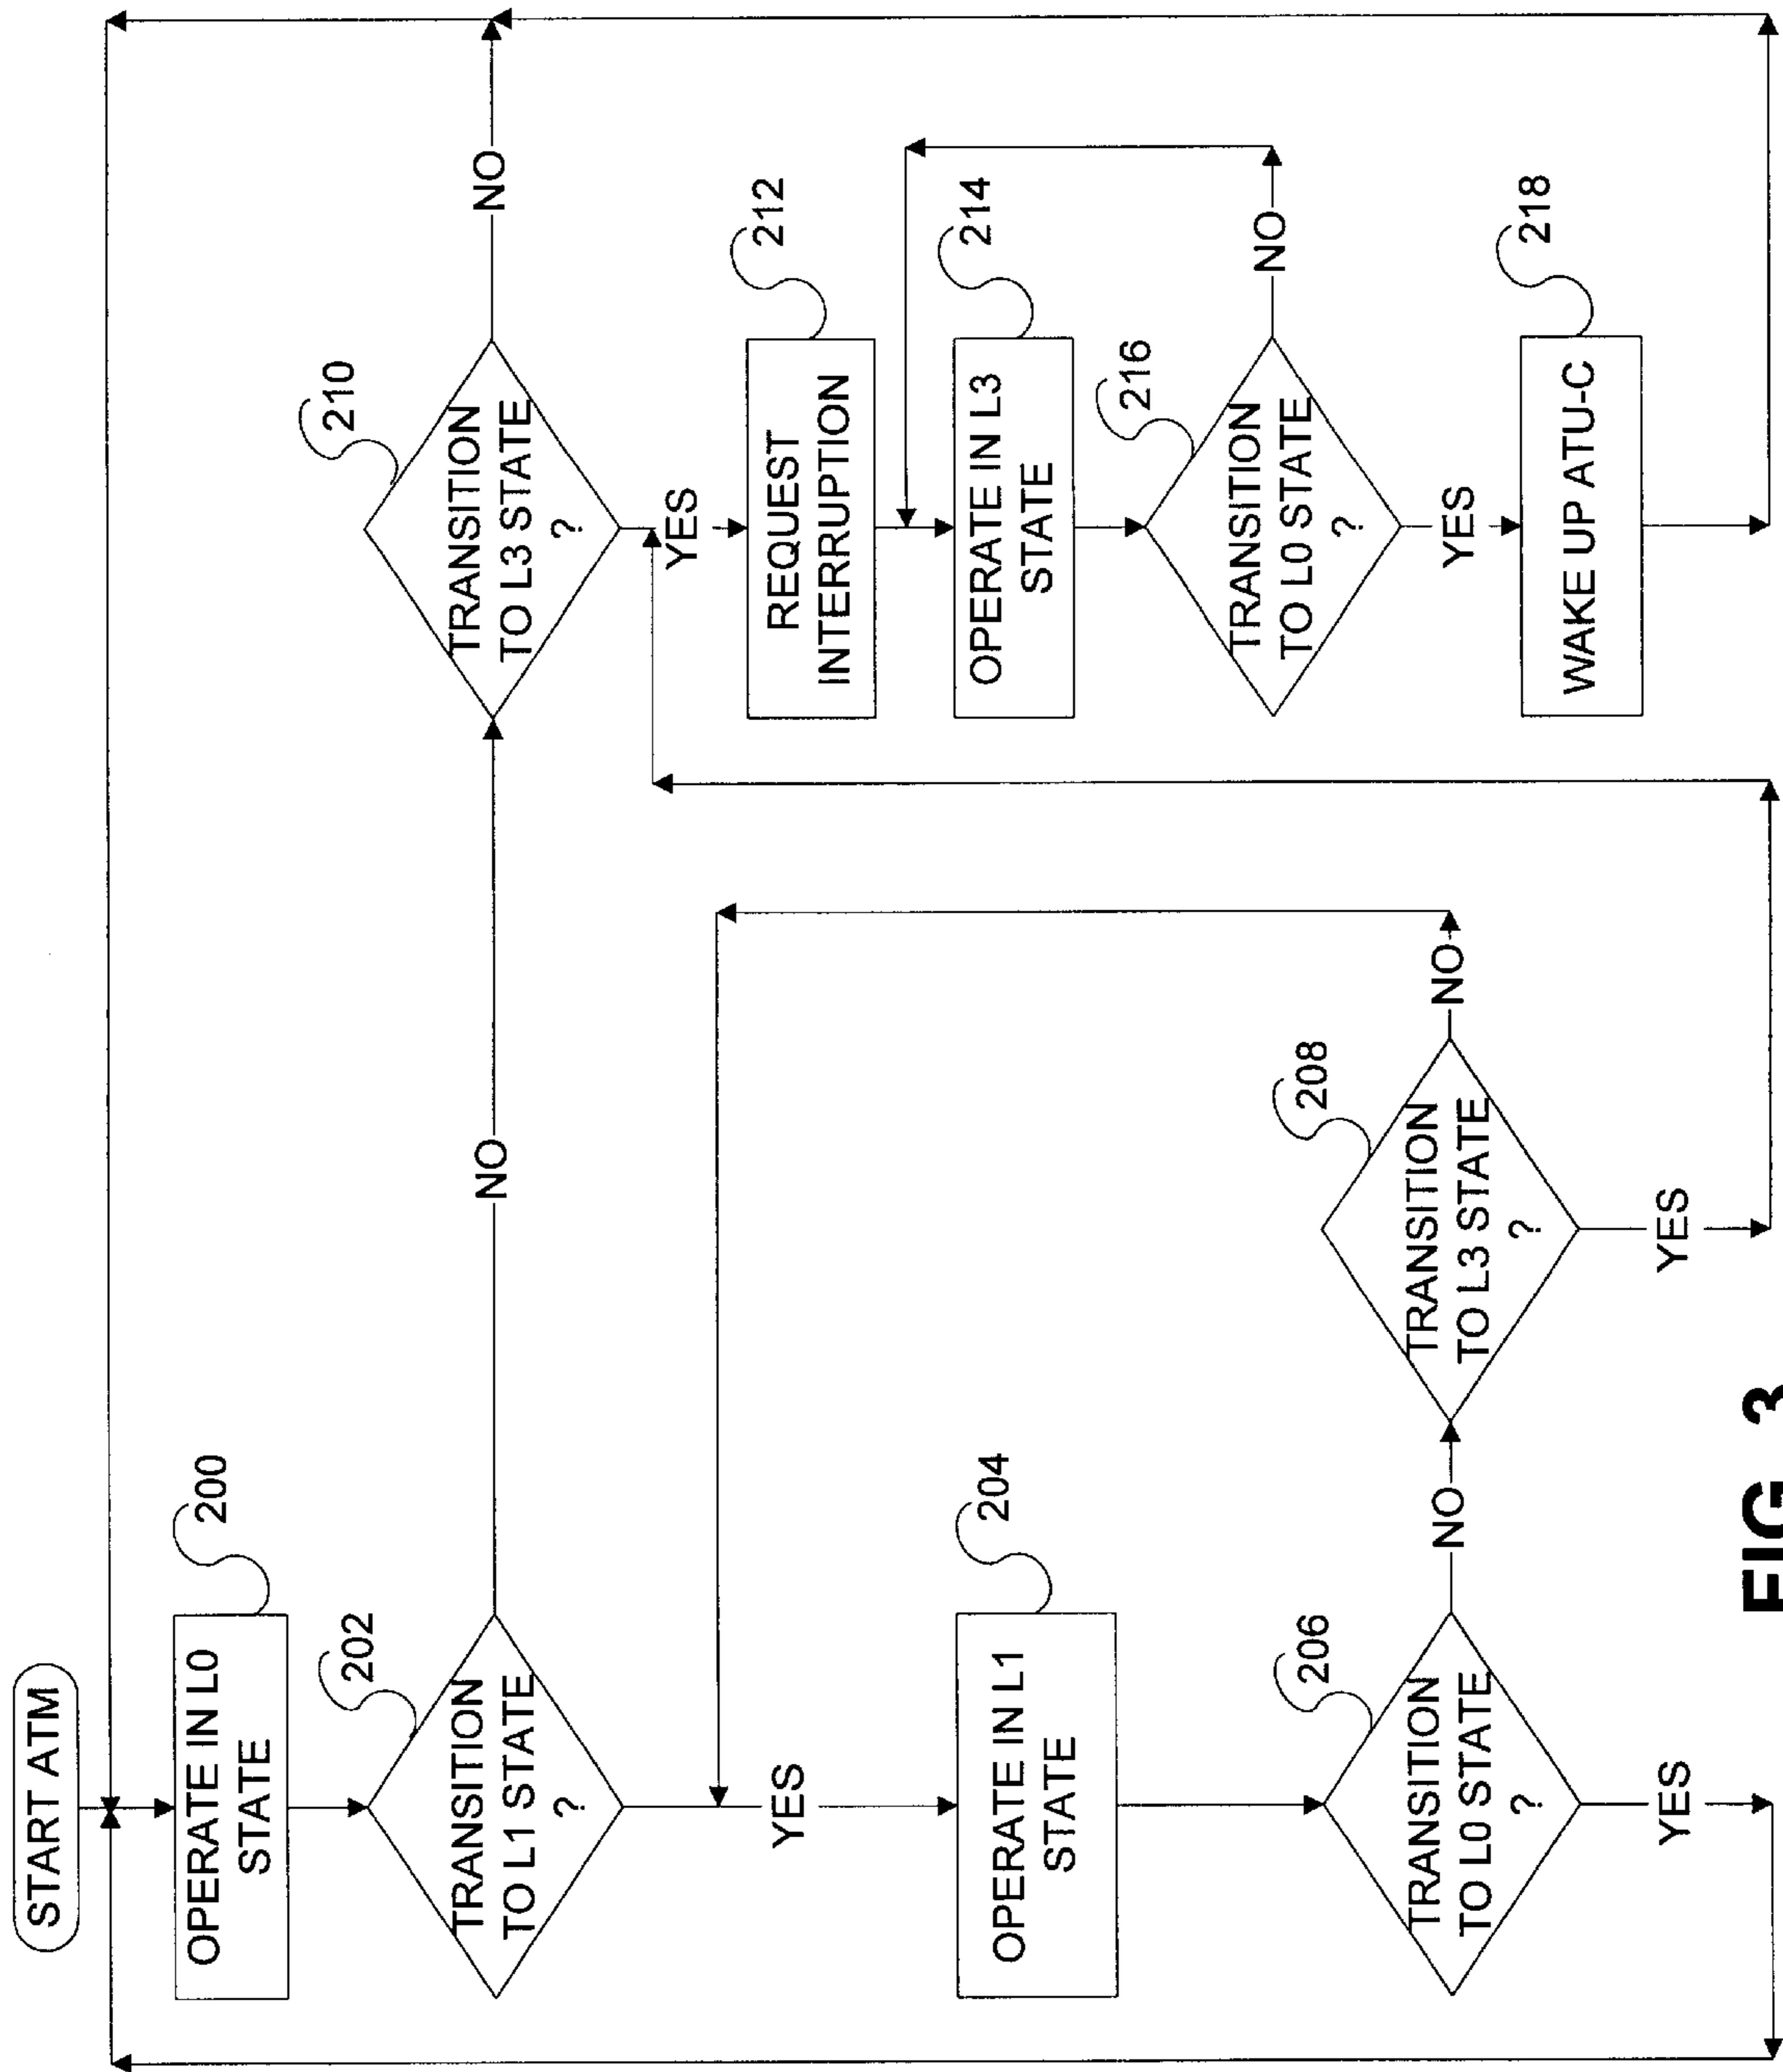 START ATM
OPERATE IN L0
STATE
200
TRANSITION
TO L1 STATE
?
202
NO
YES
OPERATE IN L1
STATE
204
TRANSITION
TO L0 STATE
?
206
NO
YES
TRANSITION
TO L3 STATE
?
208
NO
YES
TRANSITION
TO L3 STATE
?
210
NO
YES
REQUEST
INTERRUPTION
212
OPERATE IN L3
STATE
214
TRANSITION
TO L0 STATE
?
216
NO
YES
WAKE UP ATU-C
218
FIG. 3